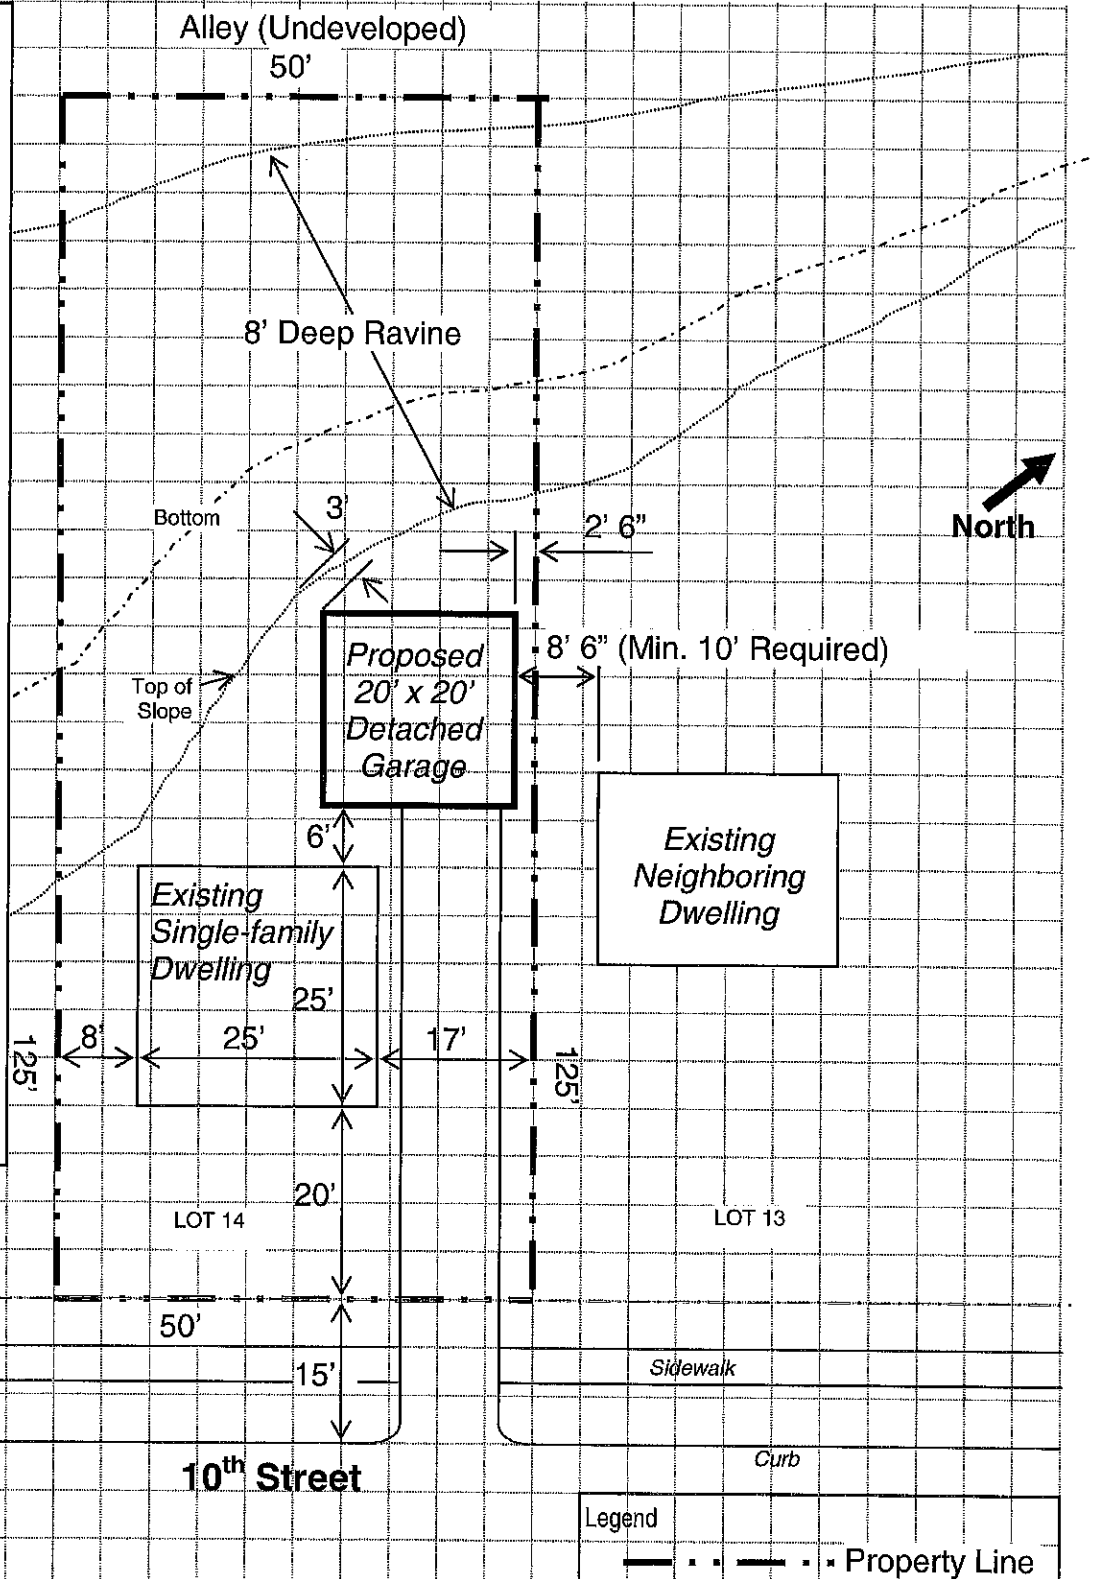 Alley (Undeveloped)
50'
8' Deep Ravine
3'
Bottom
2' 6"
North
8' 6" (Min. 10' Required)
Proposed
20' x 20'
Detached
Garage
Top of
Slope
6'
Existing
Neighboring
Dwelling
Existing
Single-family
Dwelling
25'
8'
25'
17'
125'
125'
20'
LOT 14
LOT 13
50'
15'
Sidewalk
10th Street
Curb
Legend
Property Line